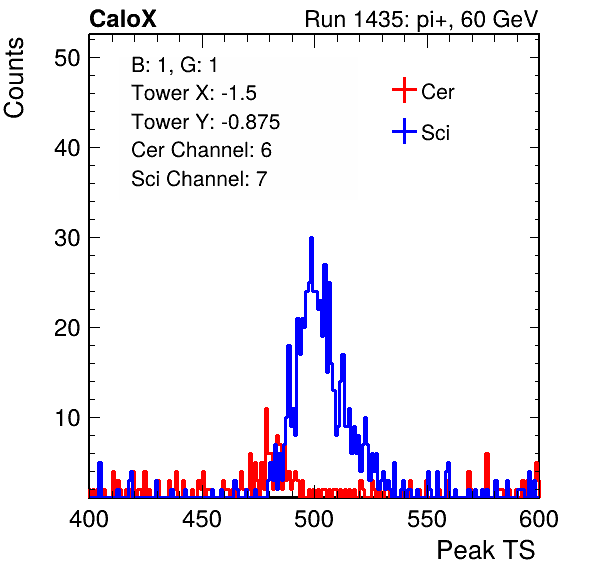 CaloX Run 1435: pi+, 60 GeV
Counts
50
40
30
20
10
B: 1, G: 1
Tower X: -1.5
Tower Y: -0.875
Cer Channel: 6
Sci Channel: 7
Cer
Sci
400 450 500 550 600
Peak TS